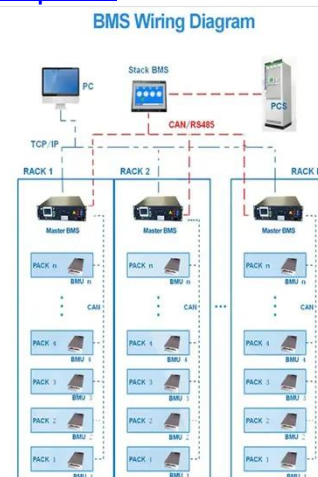 BMS Wiring Diagram
Stack BMS
PC
PCS
CAN/RS485
TCP/IP
RACK 1
RACK 2
RACK
Master BMS
Master BMS
Master BMS
PACK n
BMU n
PACK n
BMU n
PACK n
BMU n
CAN
CAN
CAN
PACK 4
BMU 4
PACK 4
BMU 4
PACK 4
BMU 4
PACK 3
BMU 3
PACK 3
BMU 3
PACK 3
BMU 3
PACK 2
BMU 2
PACK 2
BMU 2
PACK 2
BMU 2
PACK 1
BMU 1
PACK 1
BMU 1
PACK 1
BMU 1